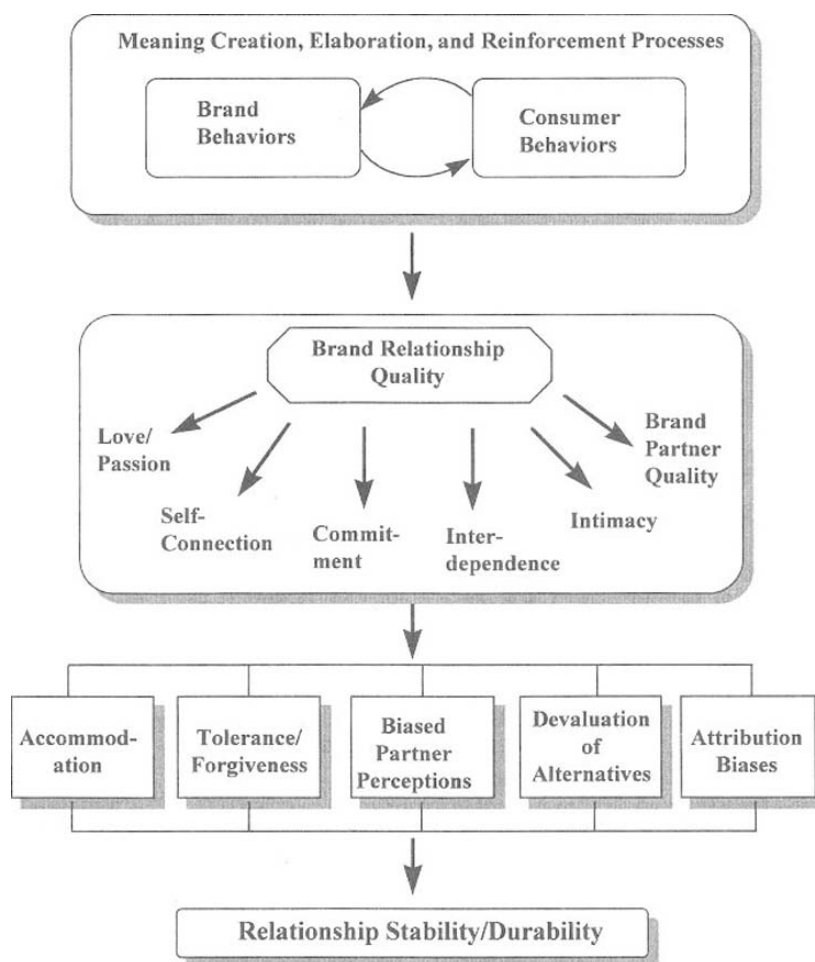 Meaning Creation, Elaboration, and Reinforcement Processes
Brand
Behaviors
Consumer
Behaviors
Brand Relationship
Quality
Love/
Passion
Self-
Connection
Commit-
ment
Inter-
dependence
Intimacy
Brand
Partner
Quality
Accommod-
ation
Tolerance/
Forgiveness
Biased
Partner
Perceptions
Devaluation
of
Alternatives
Attribution
Biases
Relationship Stability/Durability